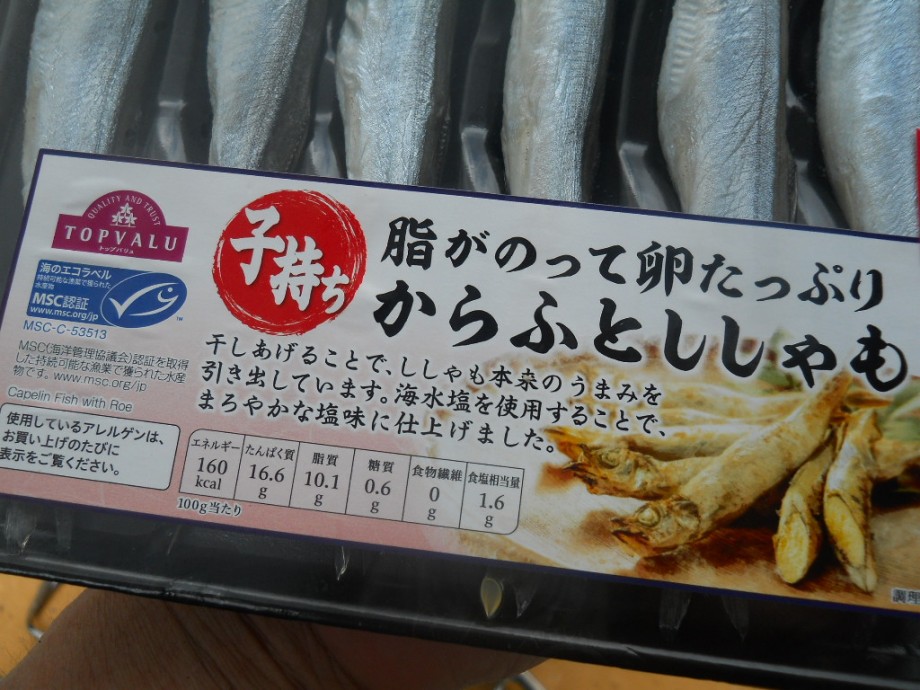 QUALITY AND TRUST
TOPVALU
トップバリュ
海のエコラベル
持続可能な漁業で獲られた
水産物
MSC認証
www.msc.org/jp
™
MSC-C-53513
MSC(海洋管理協議会)認証を取得
した持続可能な漁業で獲られた水産
物です。www.msc.org/jp
Capelin Fish with Roe
使用しているアレルゲンは、
お買い上げのたびに
表示をご覧ください。
子持ち
脂がのって卵たっぷり
からふとししゃも
干しあげることで、ししゃも本来のうまみを
引き出しています。海水塩を使用することで、
まろやかな塩味に仕上げました。
エネルギー たんぱく質 脂質 糖質 食物繊維 食塩相当量
160 16.6 10.1 0.6 0 1.6
kcal g g g g g
100g当たり
調理